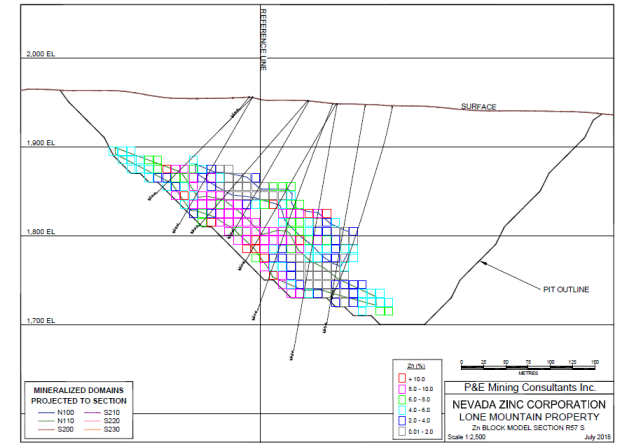 REFERENCE LINE
2,000 EL
SURFACE
1,900 EL
1,800 EL
PIT OUTLINE
1,700 EL
MINERALIZED DOMAINS
PROJECTED TO SECTION
N100 S210
N110 S220
S200 S230
Zn (%)
+ 10.0
8.0 - 10.0
6.0 - 8.0
4.0 - 6.0
2.0 - 4.0
0.01 - 2.0
0 25 50 75 100 125 150
METRES
P&E Mining Consultants Inc.
NEVADA ZINC CORPORATION
LONE MOUNTAIN PROPERTY
Zn BLOCK MODEL SECTION R57 S
Scale 1:2,500 July 2018